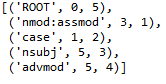 [('ROOT', 0, 5),
('nmod:assmod', 3, 1),
('case', 1, 2),
('nsubj', 5, 3),
('advmod', 5, 4)]